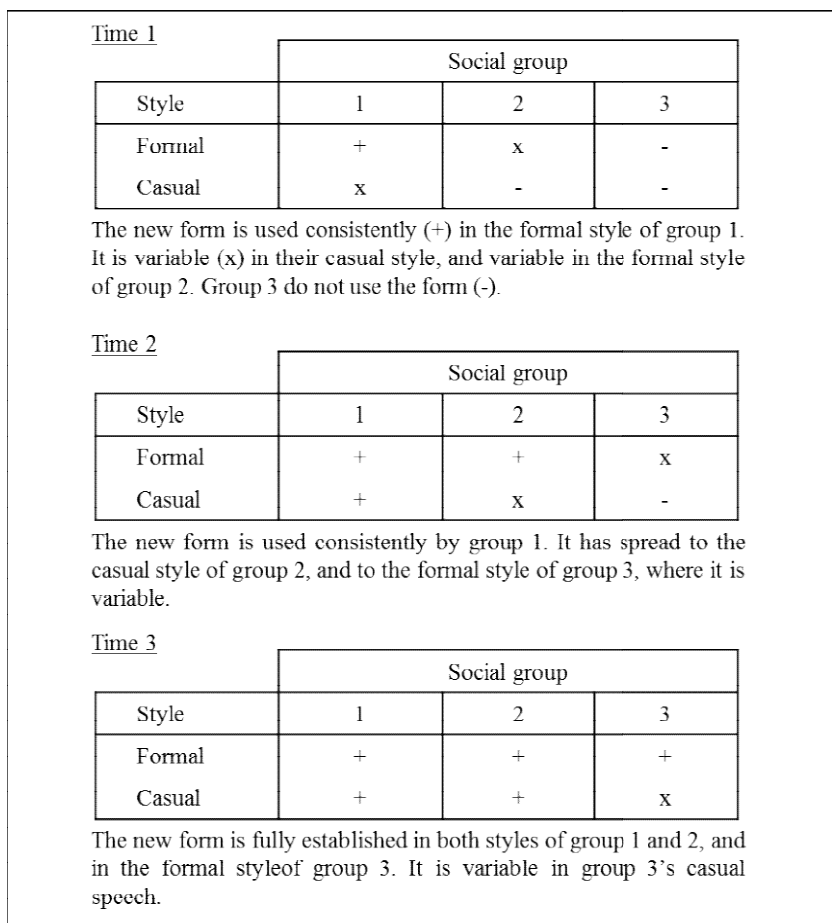 Time 1
Social group
Style 1 2 3
Formal + x -
Casual x - -
The new form is used consistently (+) in the formal style of group 1.
It is variable (x) in their casual style, and variable in the formal style
of group 2. Group 3 do not use the form (-).
Time 2
Social group
Style 1 2 3
Formal + + x
Casual + x -
The new form is used consistently by group 1. It has spread to the
casual style of group 2, and to the formal style of group 3, where it is
variable.
Time 3
Social group
Style 1 2 3
Formal + + +
Casual + + x
The new form is fully established in both styles of group 1 and 2, and
in the formal styleof group 3. It is variable in group 3's casual
speech.